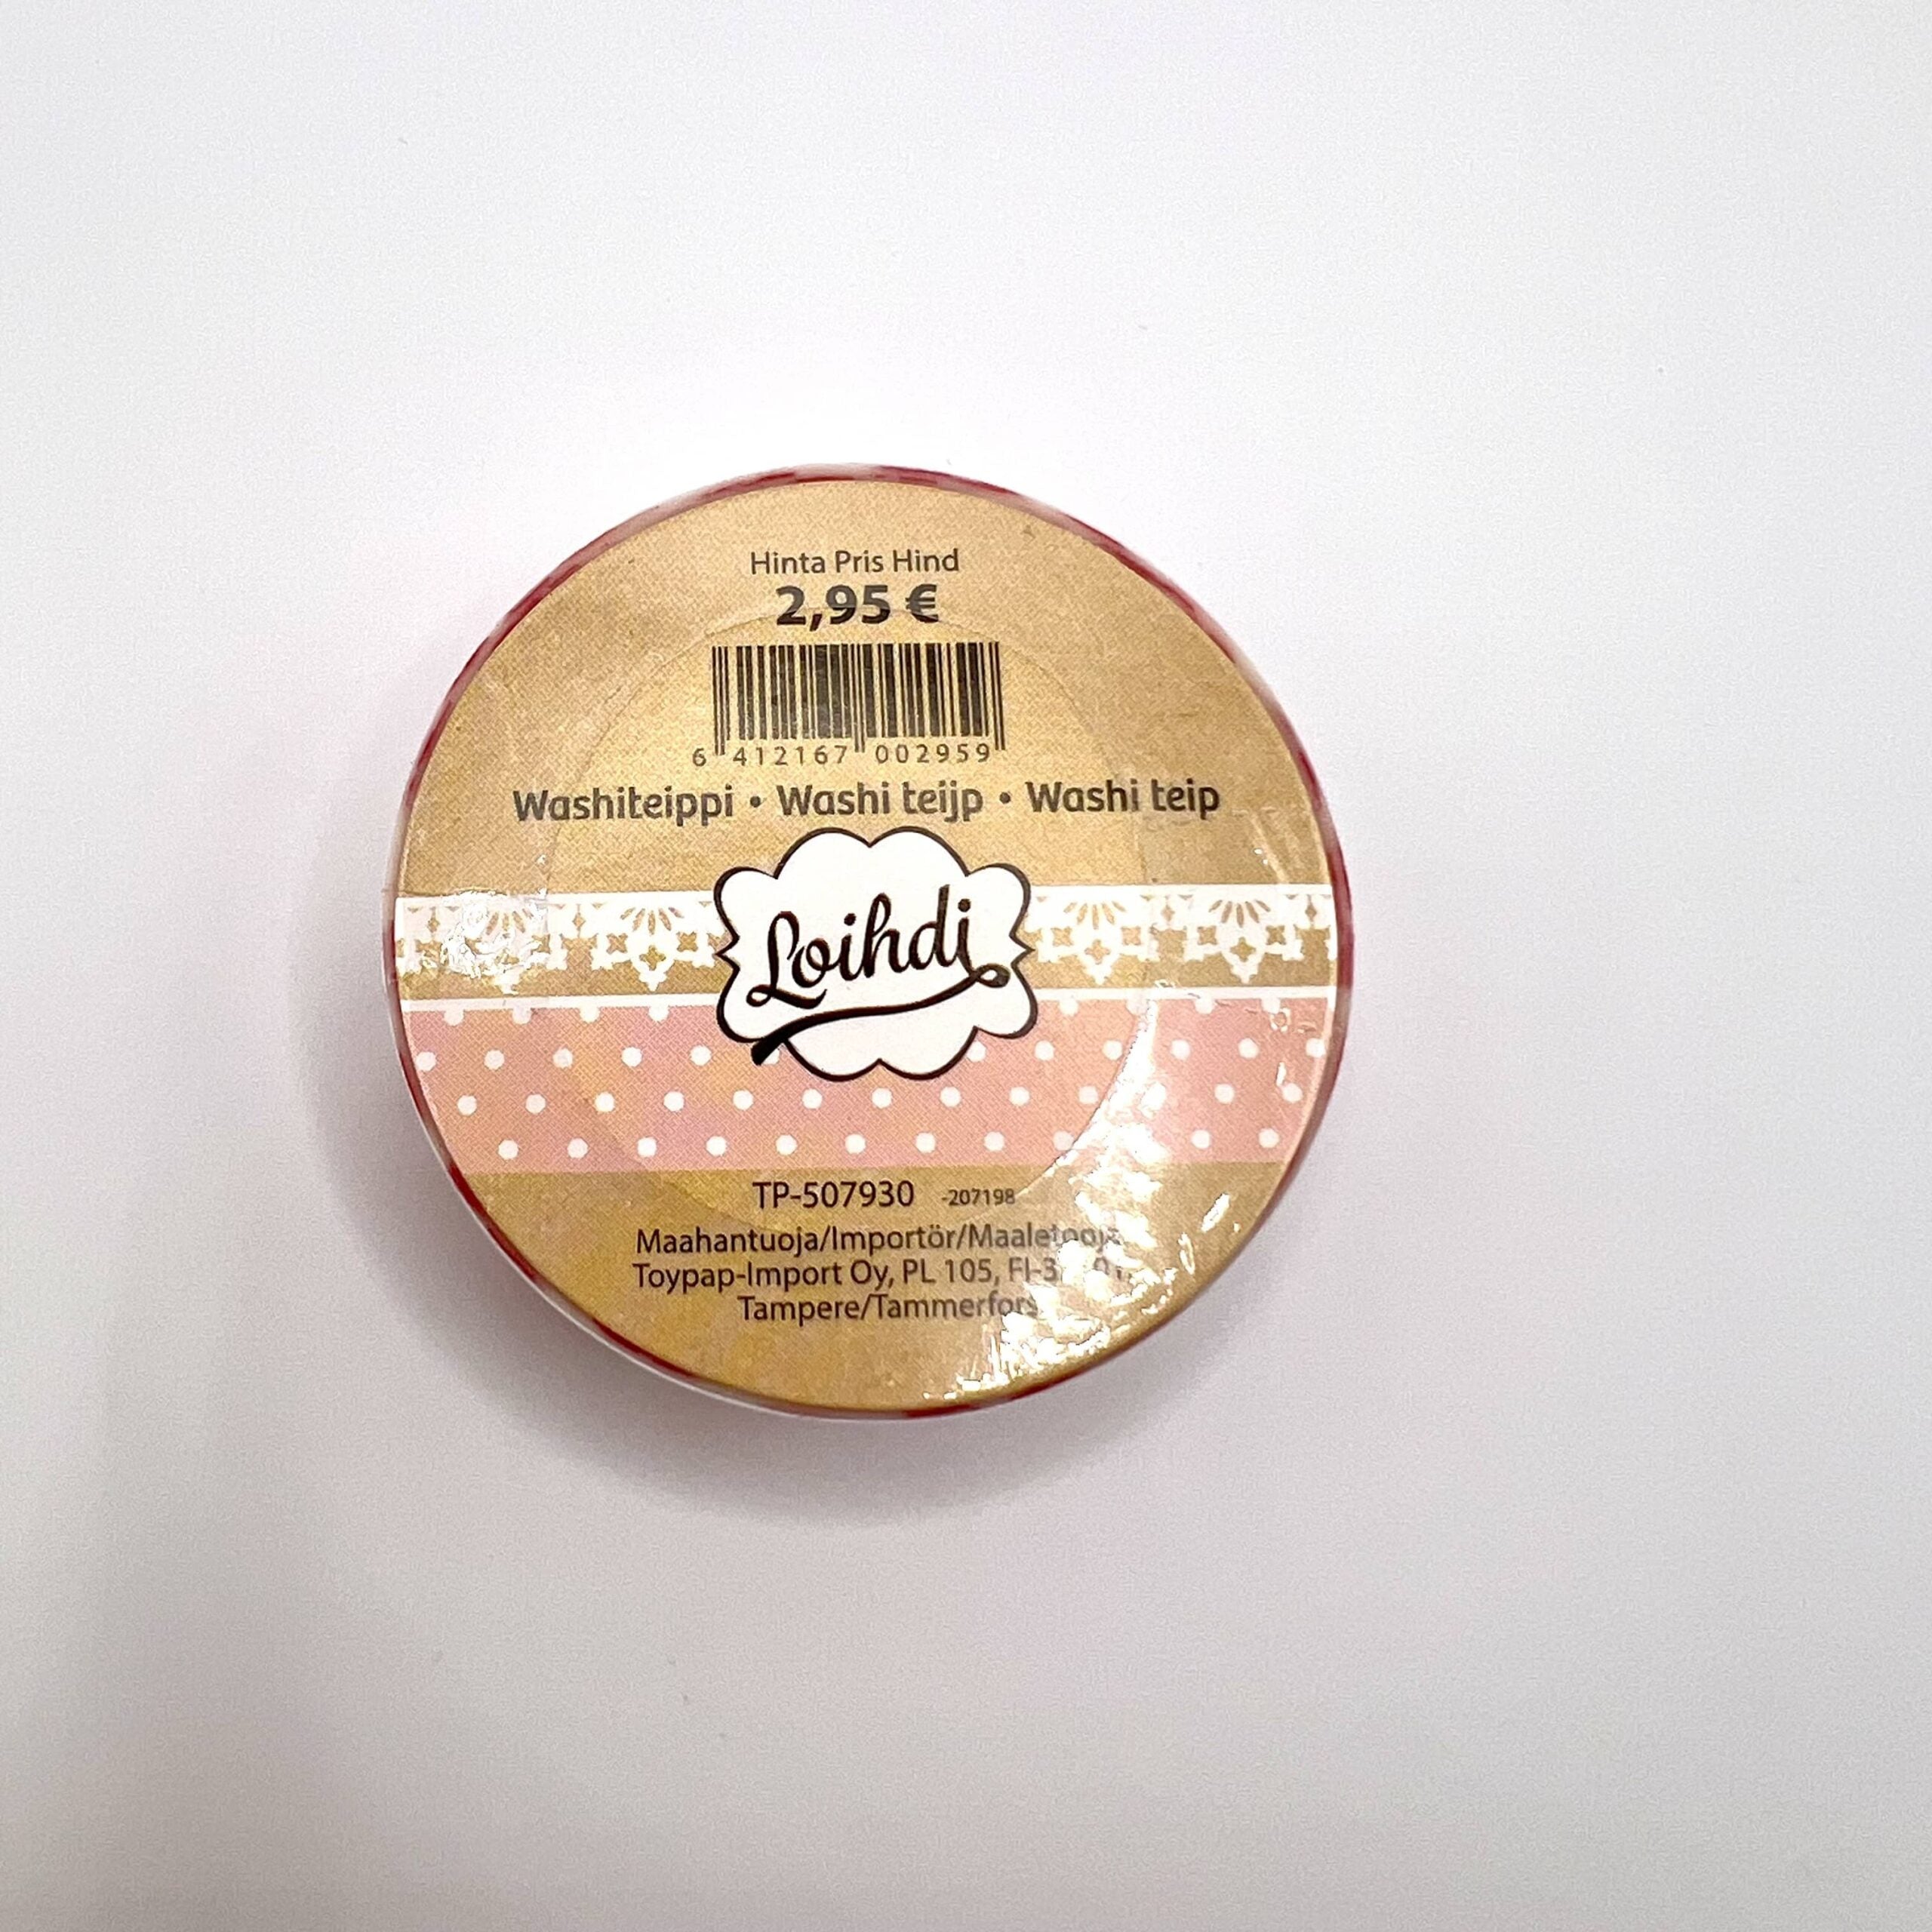 Hinta Pris Hind
2,95 €
6 412167 002959
Washiteippi • Washi teijp • Washi teip
Loihdi
TP-507930 -207198
Maahantuoja/Importör/Maaletooja
Toypap-Import Oy, PL 105,
Tampere/Tammerfors